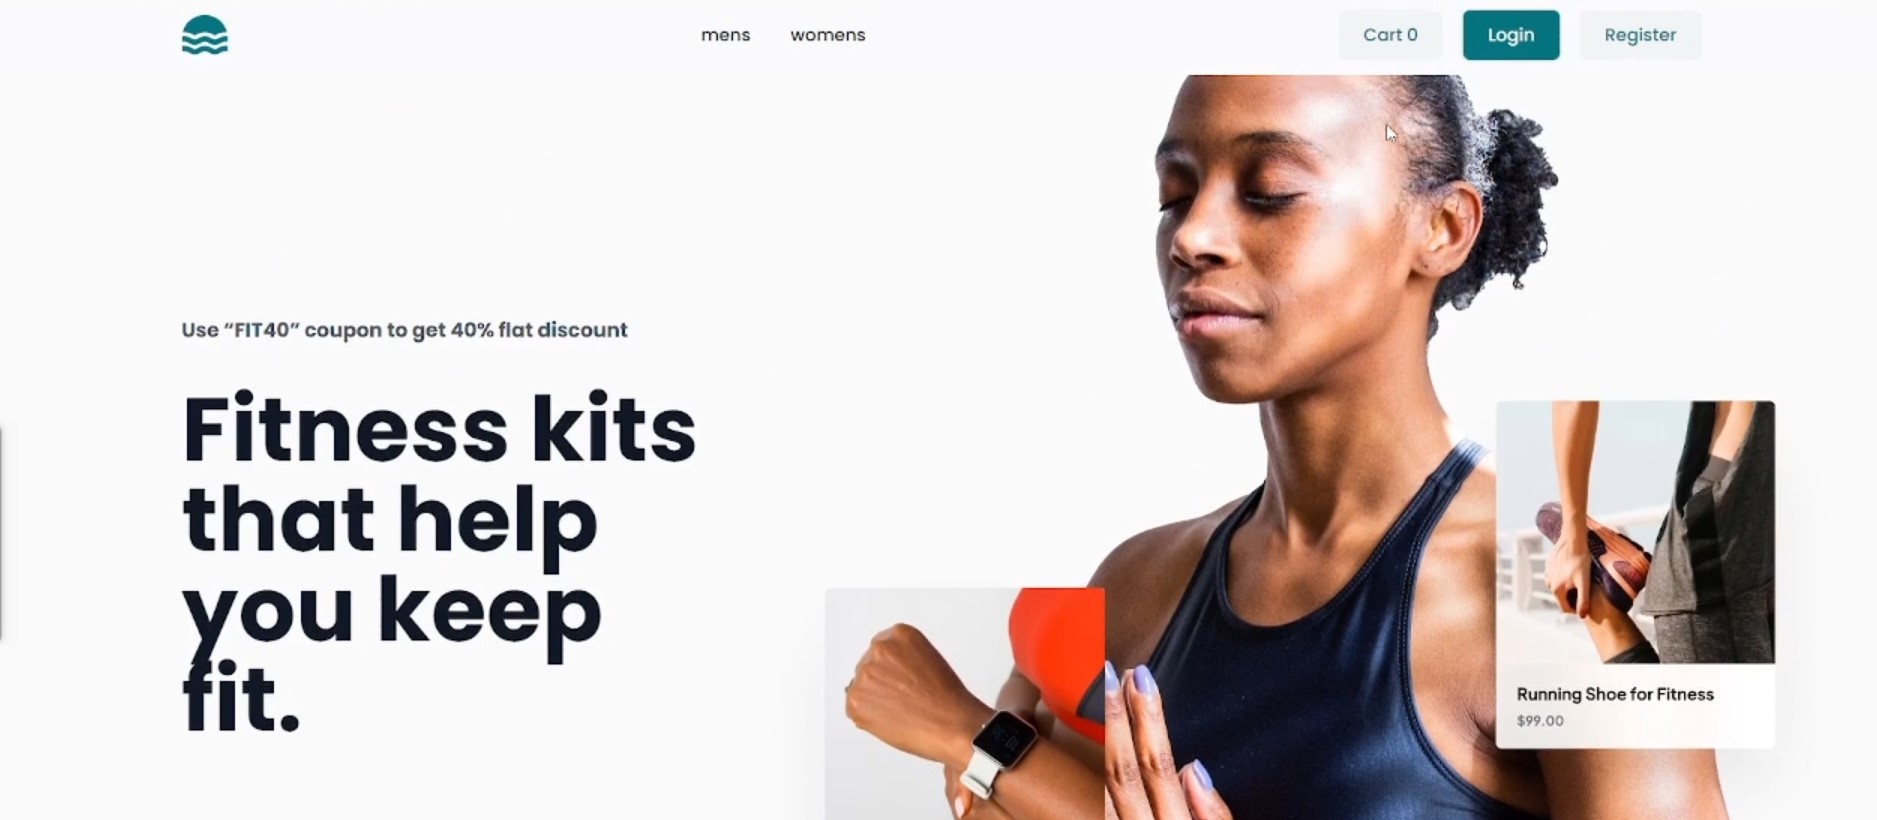 mens
womens
Cart 0
Login
Register
Use “FIT40” coupon to get 40% flat discount
Fitness kits
that help
you keep
fit.
Running Shoe for Fitness
$99.00